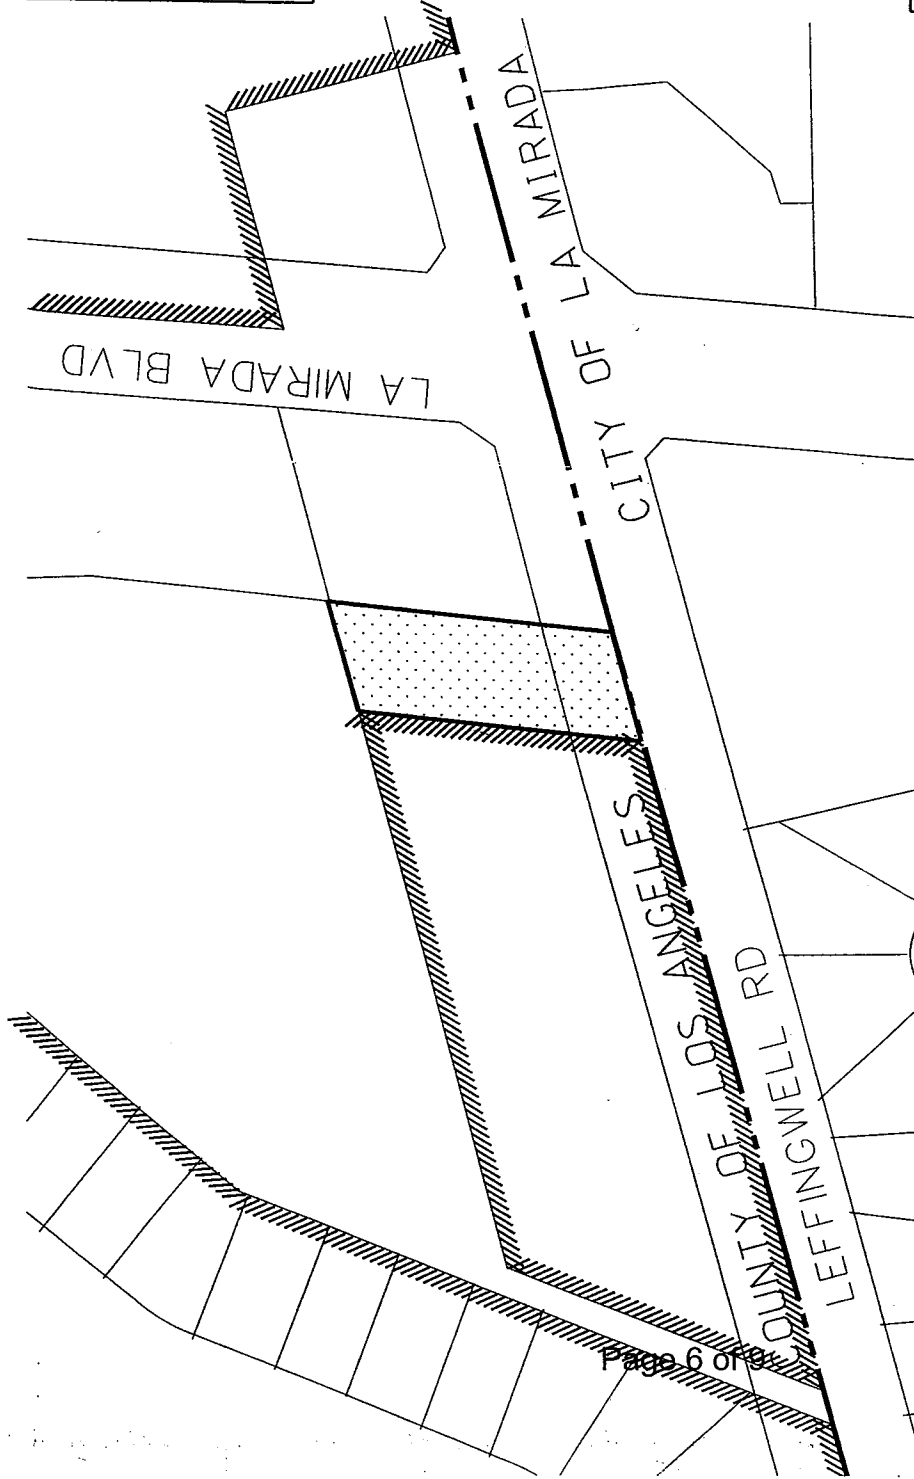 CITY OF LA MIRADA
LA MIRADA BLVD
COUNTY OF LOS ANGELES
LEFFINGWELL RD
Page 6 of 9